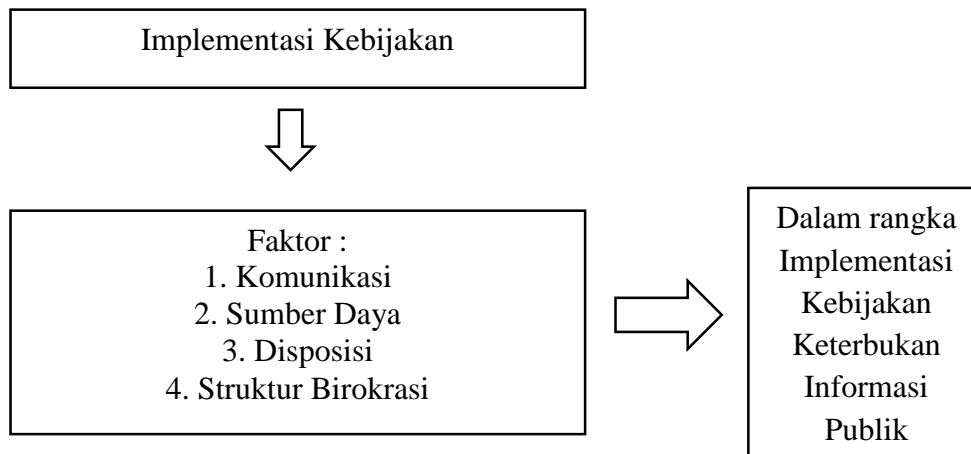 Implementasi Kebijakan
Faktor :
1. Komunikasi
2. Sumber Daya
3. Disposisi
4. Struktur Birokrasi
Dalam rangka
Implementasi
Kebijakan
Keterbukan
Informasi
Publik